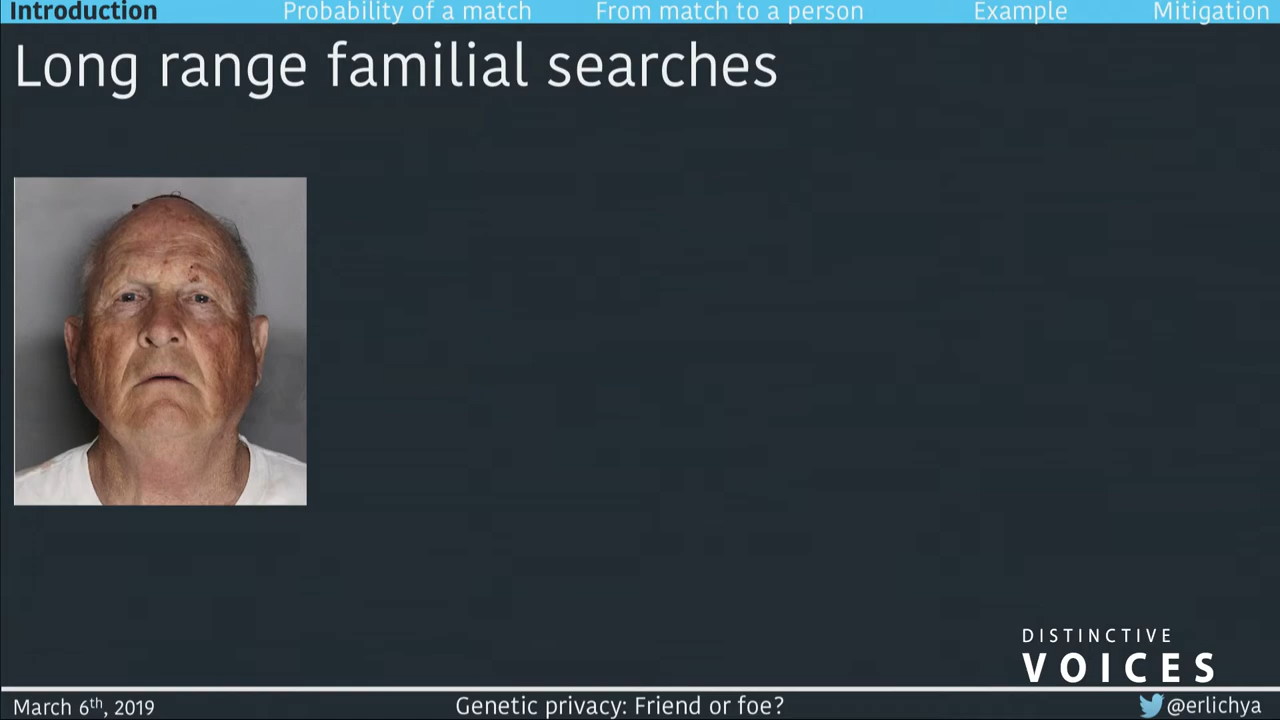 Introduction Probability of a match From match to a person Example Mitigation
Long range familial searches
DISTINCTIVE
VOICES
March 6th, 2019 Genetic privacy: Friend or foe? @erlichya